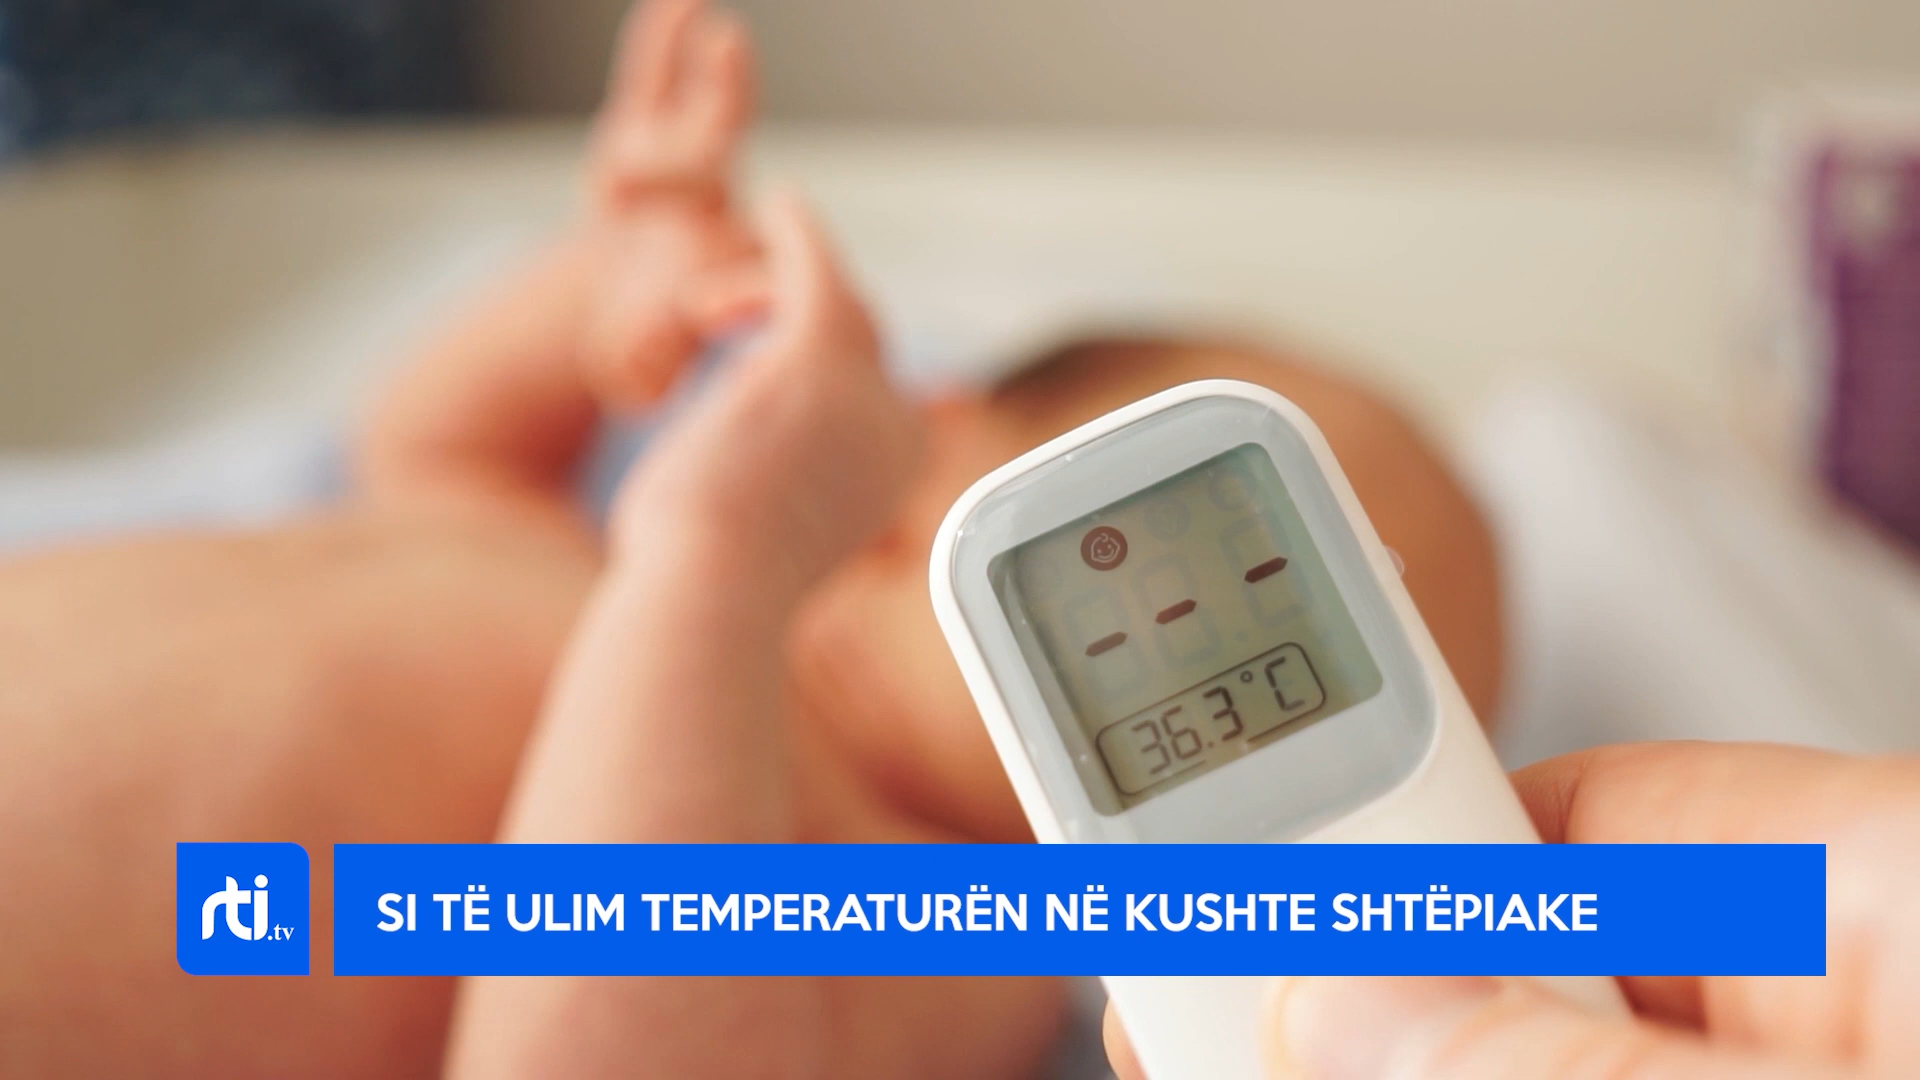 - - -
36.3°C
rti.tv
SI TË ULIM TEMPERATURËN NË KUSHTE SHTËPIAKE